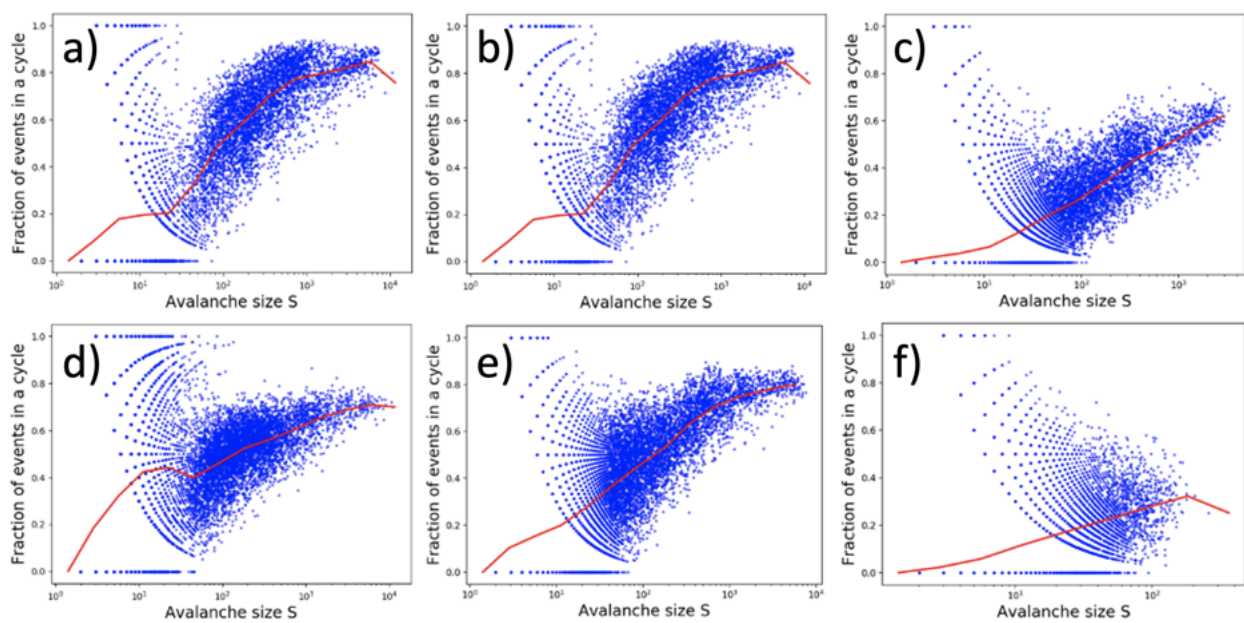 a)
Fraction of events in a cycle
1.0
0.8
0.6
0.4
0.2
0.0
10⁰ 10¹ 10² 10³ 10⁴
Avalanche size S
b)
Fraction of events in a cycle
1.0
0.8
0.6
0.4
0.2
0.0
10⁰ 10¹ 10² 10³ 10⁴
Avalanche size S
c)
Fraction of events in a cycle
1.0
0.8
0.6
0.4
0.2
0.0
10⁰ 10¹ 10² 10³
Avalanche size S
d)
Fraction of events in a cycle
1.0
0.8
0.6
0.4
0.2
0.0
10⁰ 10¹ 10² 10³ 10⁴
Avalanche size S
e)
Fraction of events in a cycle
1.0
0.8
0.6
0.4
0.2
0.0
10⁰ 10¹ 10² 10³ 10⁴
Avalanche size S
f)
Fraction of events in a cycle
1.0
0.8
0.6
0.4
0.2
0.0
10¹ 10²
Avalanche size S